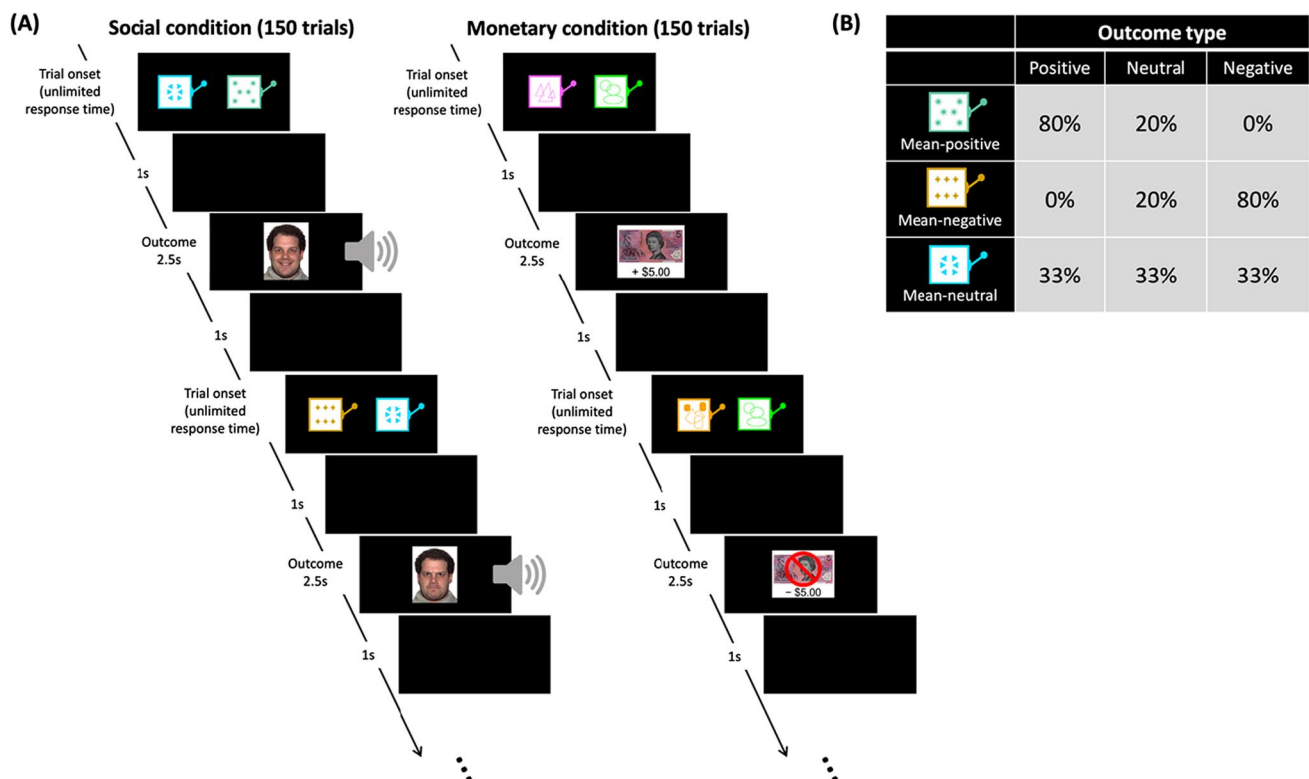 (A)
Social condition (150 trials)
Trial onset
(unlimited
response time)
1s
Outcome
2.5s
1s
Trial onset
(unlimited
response time)
1s
Outcome
2.5s
1s
Monetary condition (150 trials)
Trial onset
(unlimited
response time)
1s
Outcome
2.5s
5
+ $5.00
1s
Trial onset
(unlimited
response time)
1s
Outcome
2.5s
− $5.00
1s
(B)
Outcome type
Positive Neutral Negative
Mean-positive 80% 20% 0%
Mean-negative 0% 20% 80%
Mean-neutral 33% 33% 33%